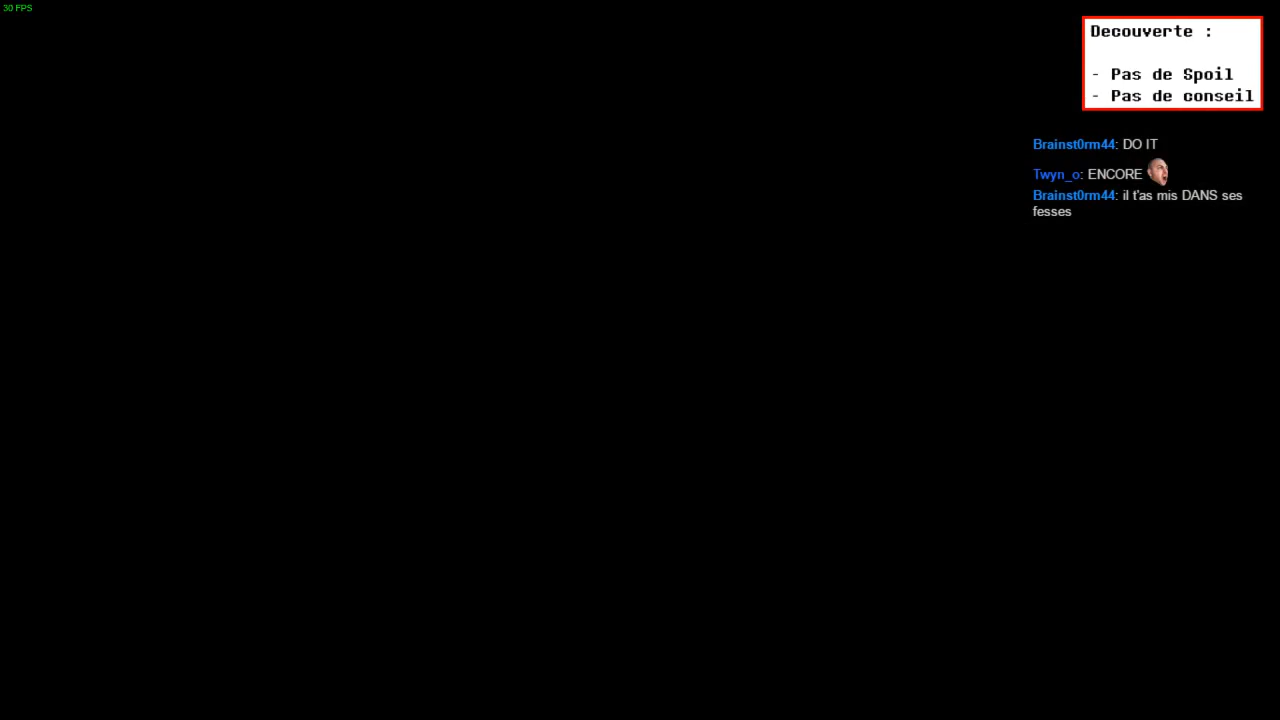 30 FPS
Decouverte :
- Pas de Spoil
- Pas de conseil
Brainst0rm44: DO IT
Twyn_o: ENCORE
Brainst0rm44: il t'as mis DANS ses
fesses